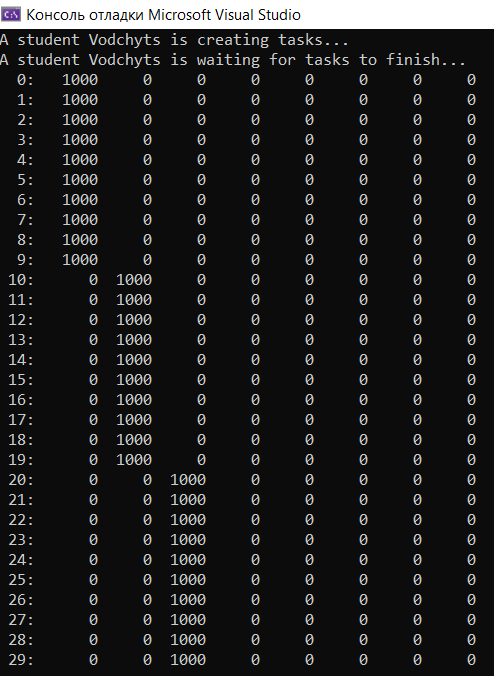 Консоль отладки Microsoft Visual Studio
A student Vodchyts is creating tasks...
A student Vodchyts is waiting for tasks to finish...
0: 1000 0 0 0 0 0 0 0
1: 1000 0 0 0 0 0 0 0
2: 1000 0 0 0 0 0 0 0
3: 1000 0 0 0 0 0 0 0
4: 1000 0 0 0 0 0 0 0
5: 1000 0 0 0 0 0 0 0
6: 1000 0 0 0 0 0 0 0
7: 1000 0 0 0 0 0 0 0
8: 1000 0 0 0 0 0 0 0
9: 1000 0 0 0 0 0 0 0
10: 0 1000 0 0 0 0 0 0
11: 0 1000 0 0 0 0 0 0
12: 0 1000 0 0 0 0 0 0
13: 0 1000 0 0 0 0 0 0
14: 0 1000 0 0 0 0 0 0
15: 0 1000 0 0 0 0 0 0
16: 0 1000 0 0 0 0 0 0
17: 0 1000 0 0 0 0 0 0
18: 0 1000 0 0 0 0 0 0
19: 0 1000 0 0 0 0 0 0
20: 0 0 1000 0 0 0 0 0
21: 0 0 1000 0 0 0 0 0
22: 0 0 1000 0 0 0 0 0
23: 0 0 1000 0 0 0 0 0
24: 0 0 1000 0 0 0 0 0
25: 0 0 1000 0 0 0 0 0
26: 0 0 1000 0 0 0 0 0
27: 0 0 1000 0 0 0 0 0
28: 0 0 1000 0 0 0 0 0
29: 0 0 1000 0 0 0 0 0